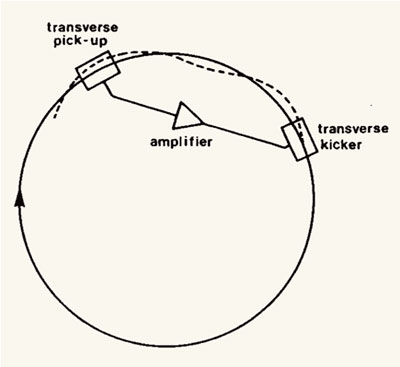 transverse
pick-up
amplifier
transverse
kicker